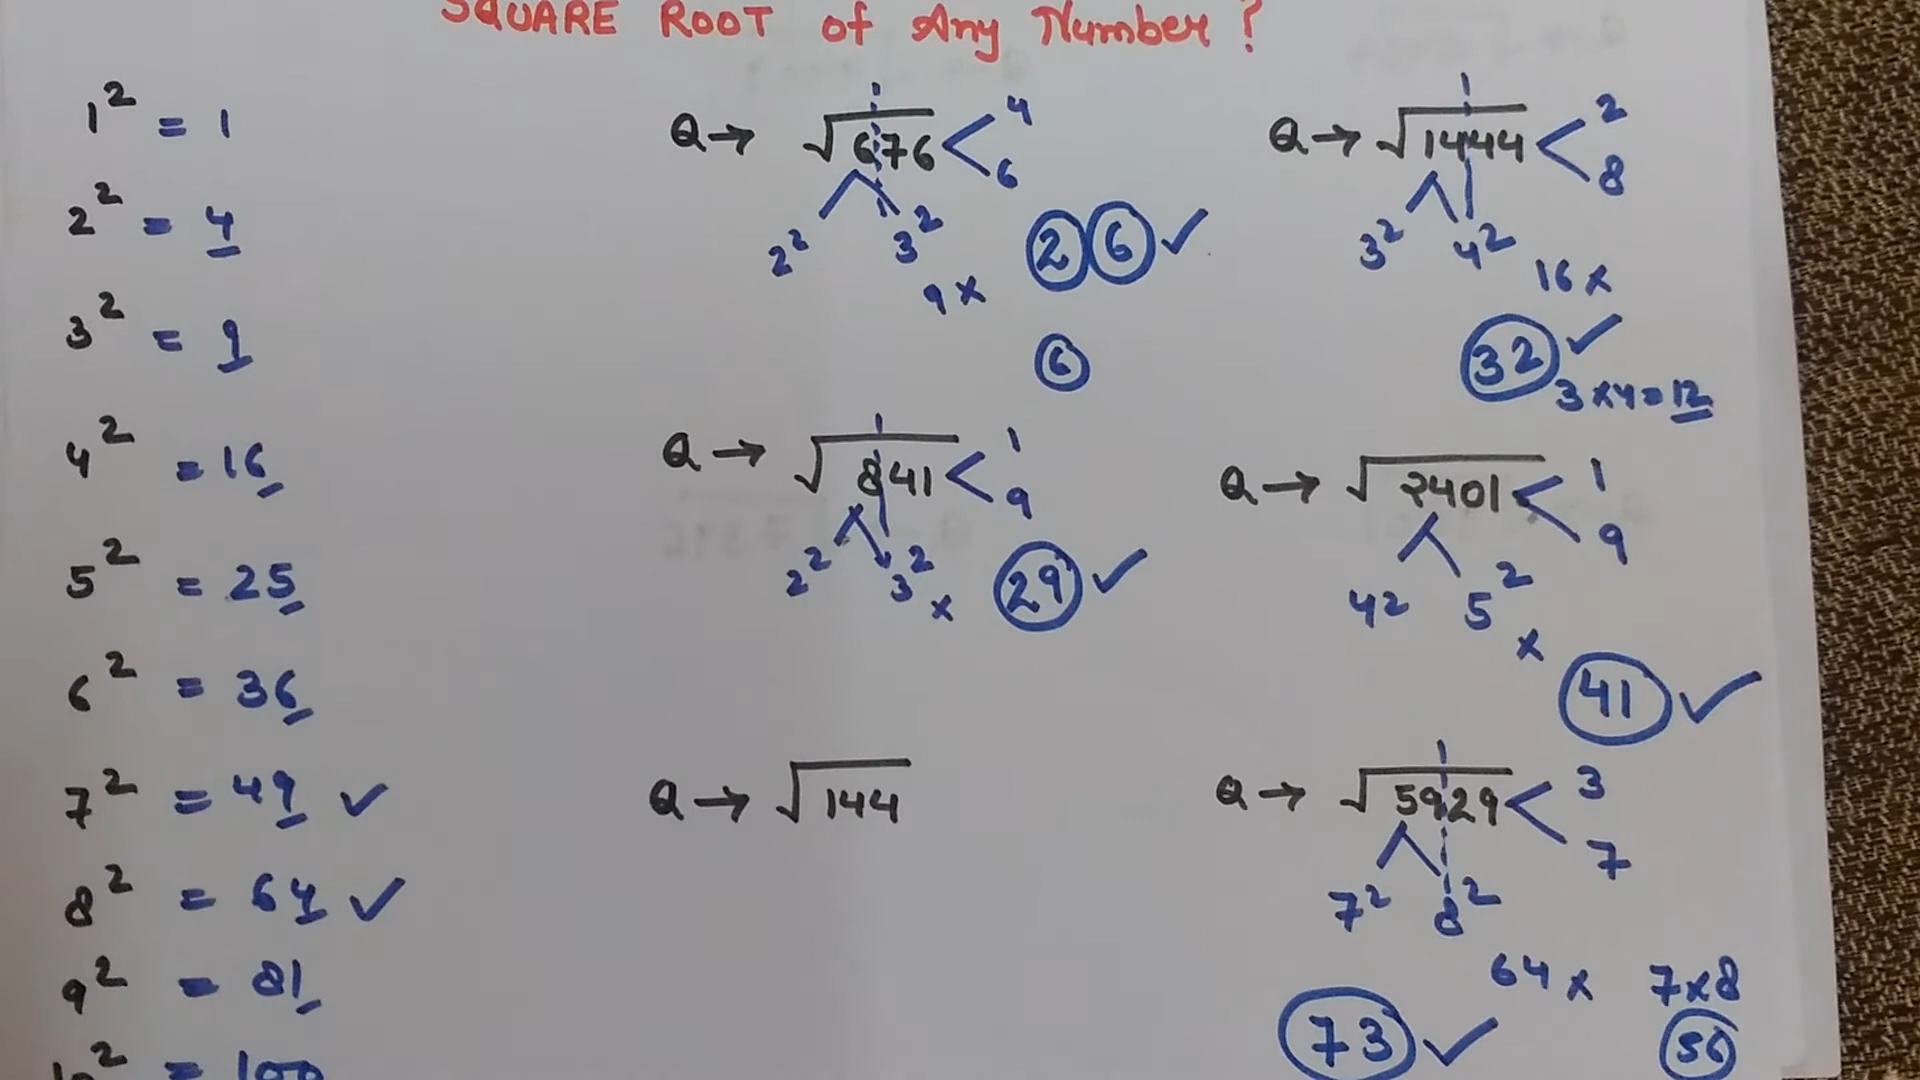 SQUARE ROOT of Any Number ?
1² = 1
2² = 4
3² = 9
4² = 16
5² = 25
6² = 36
7² = 49 ✓
8² = 64 ✓
9² = 81
10² = 100
Q → √676 < 4
6
2² 3²
9 ×
2 6 ✓
6
Q → √841 < 1
9
2² 3² ×
29 ✓
Q → √144
Q → √1444 < 2
8
3² 4²
16 ×
32 ✓
3 × 4 = 12
Q → √2401 < 1
9
4² 5²
×
41 ✓
Q → √5929 < 3
7
7² 8²
64 × 7×8
73 ✓ 56